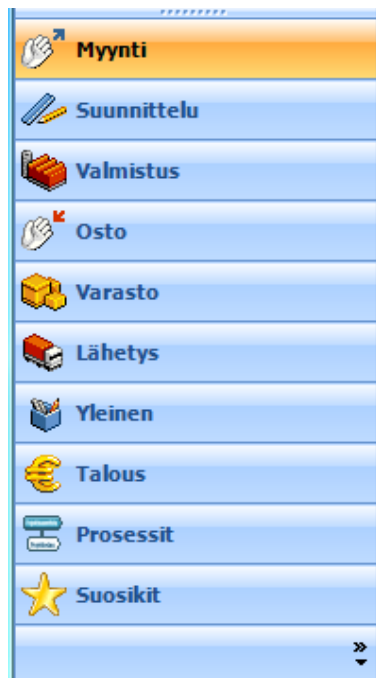 Myynti
Suunnittelu
Valmistus
Osto
Varasto
Lähetys
Yleinen
Talous
Prosessit
Suosikit